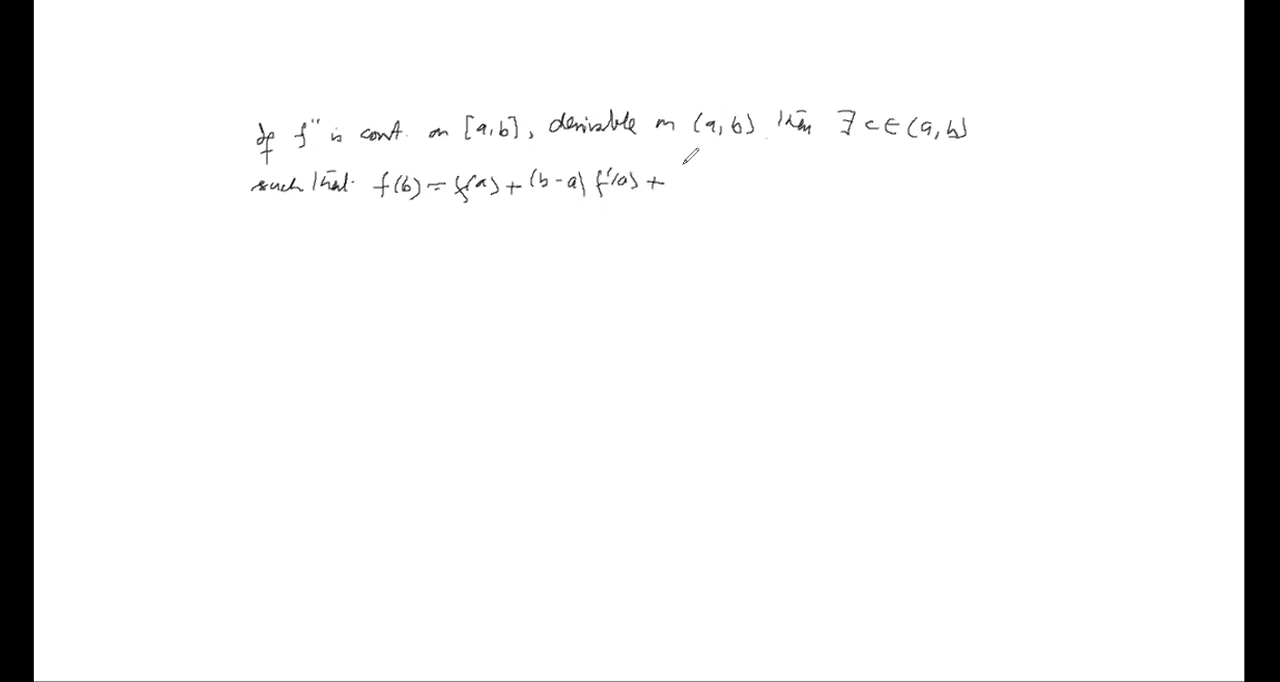 If f'' is cont. on [a,b], derivable on (a,b) then ∃ c ∈ (a,b)
such that f(b) = f(a) + (b-a) f'(a) +